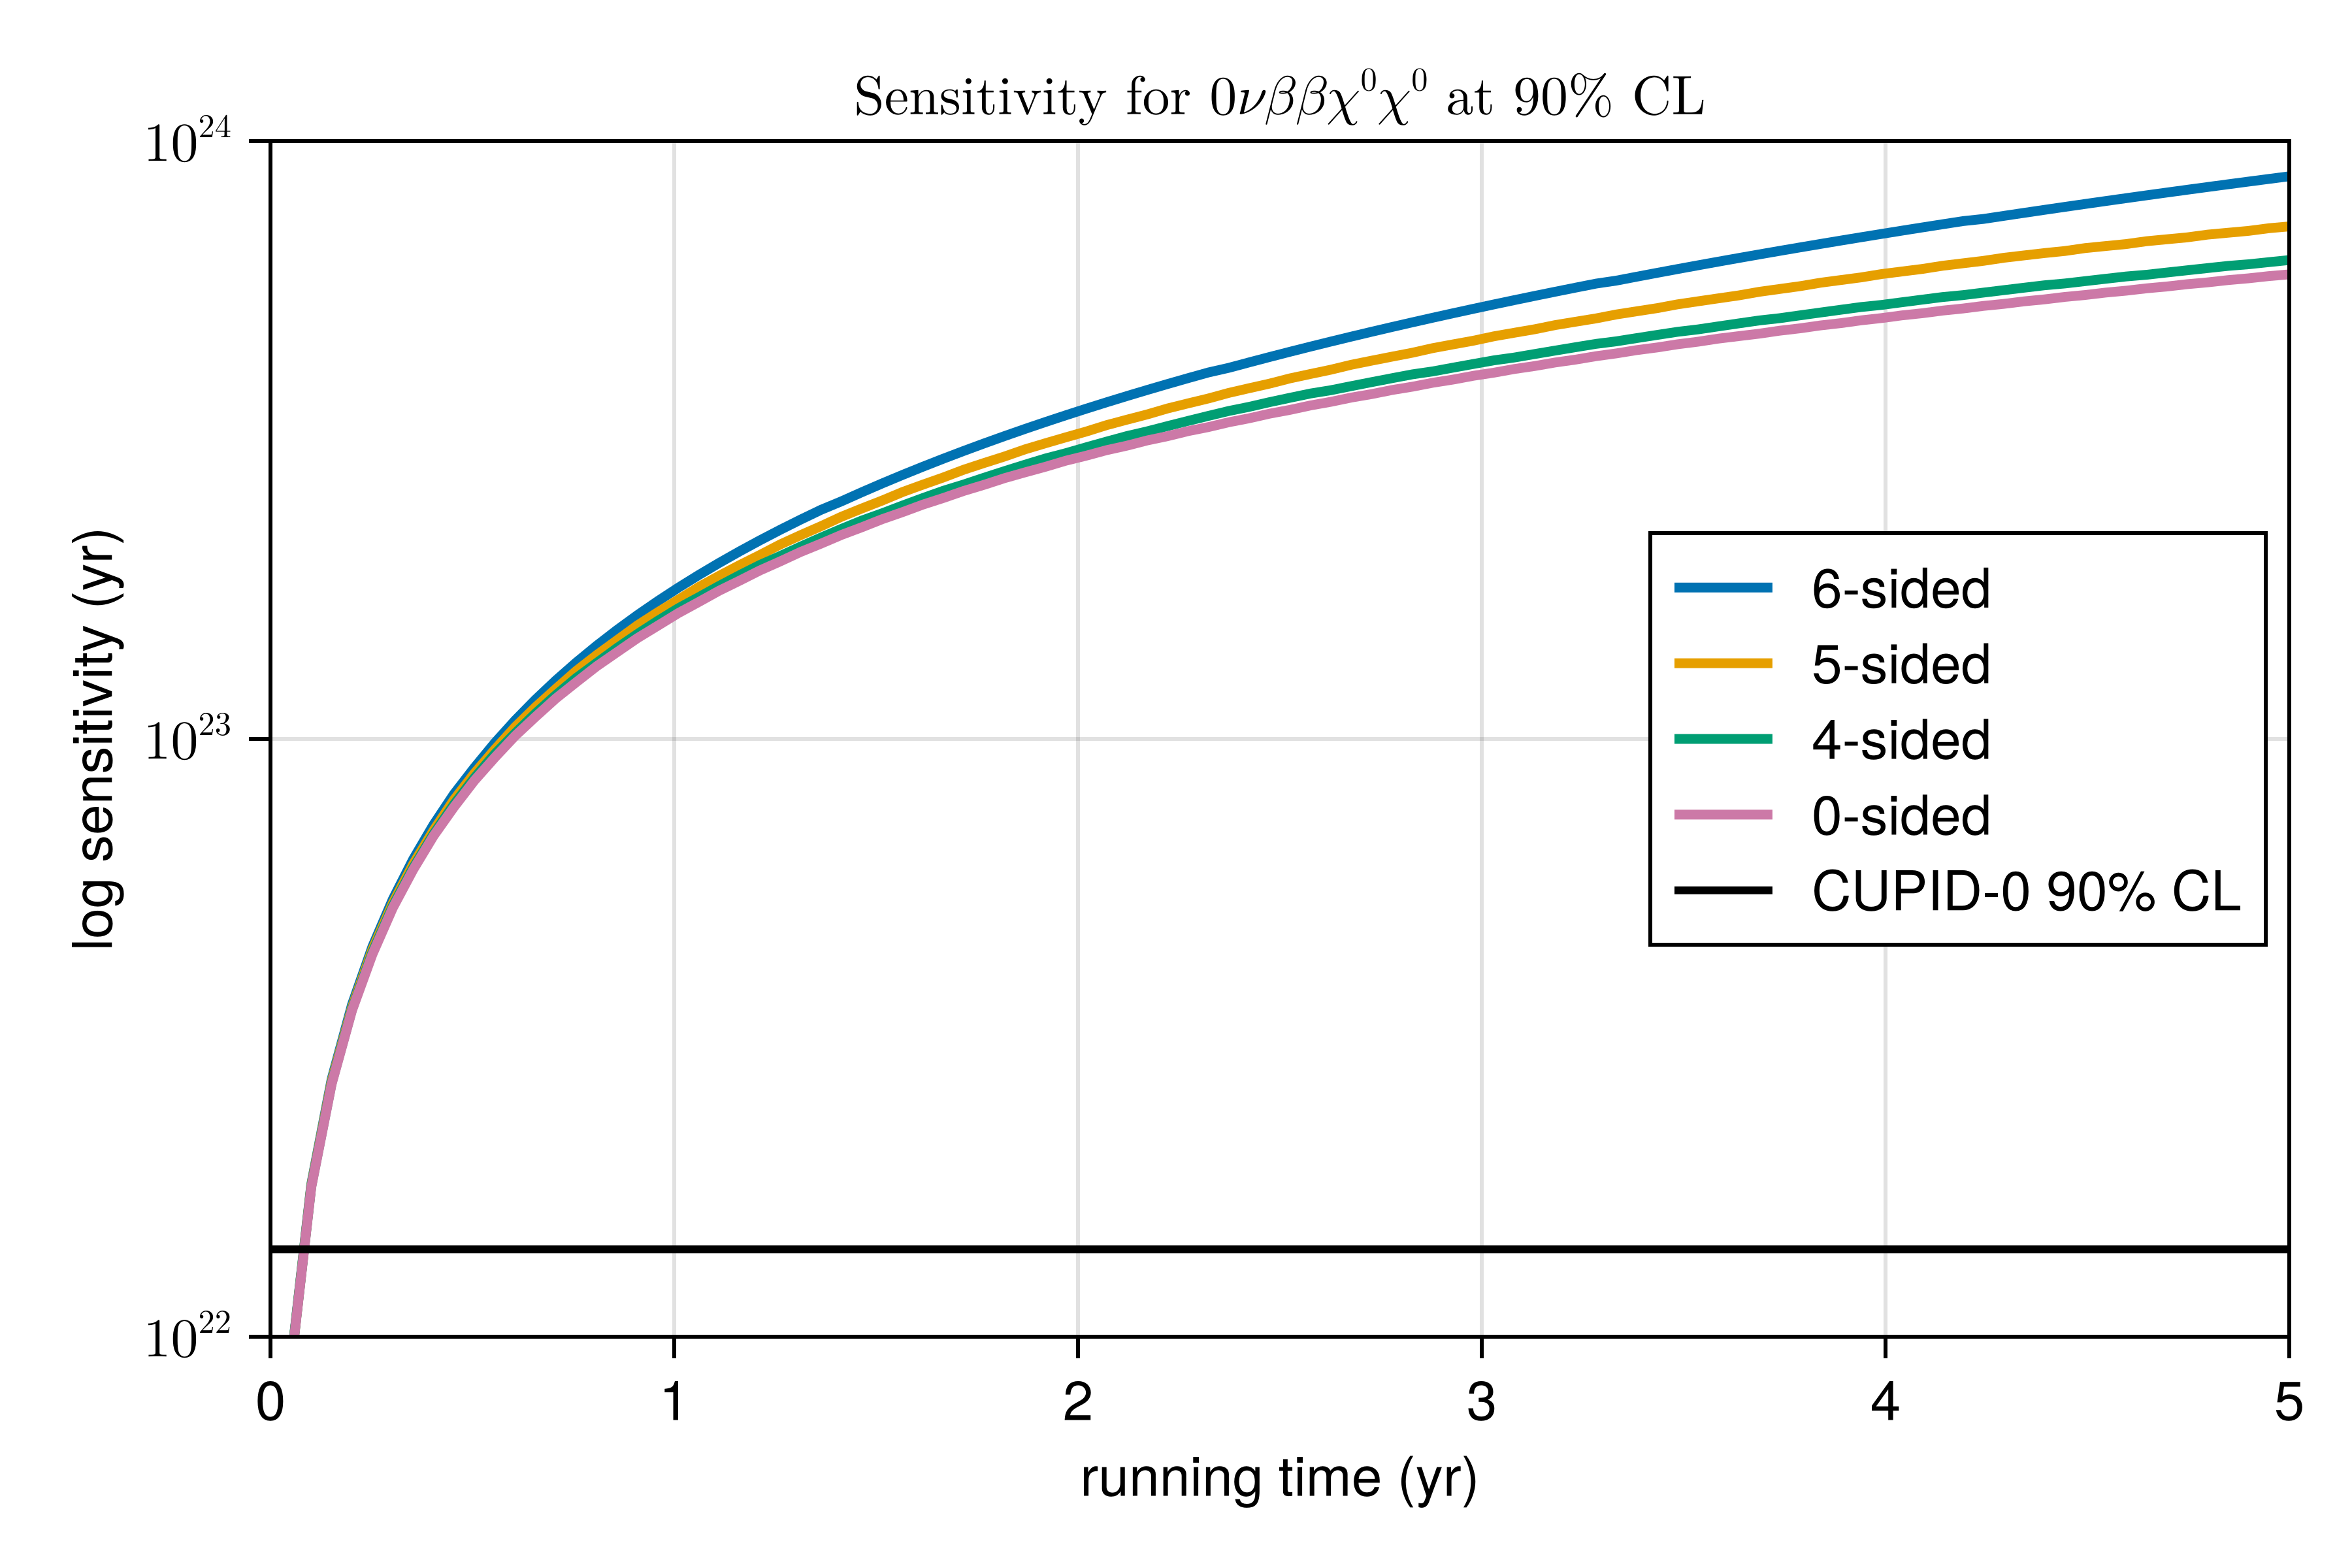 Sensitivity for 0νββχ⁰χ⁰ at 90% CL
10²⁴
10²³
10²²
log sensitivity (yr)
6-sided
5-sided
4-sided
0-sided
CUPID-0 90% CL
0 1 2 3 4 5
running time (yr)